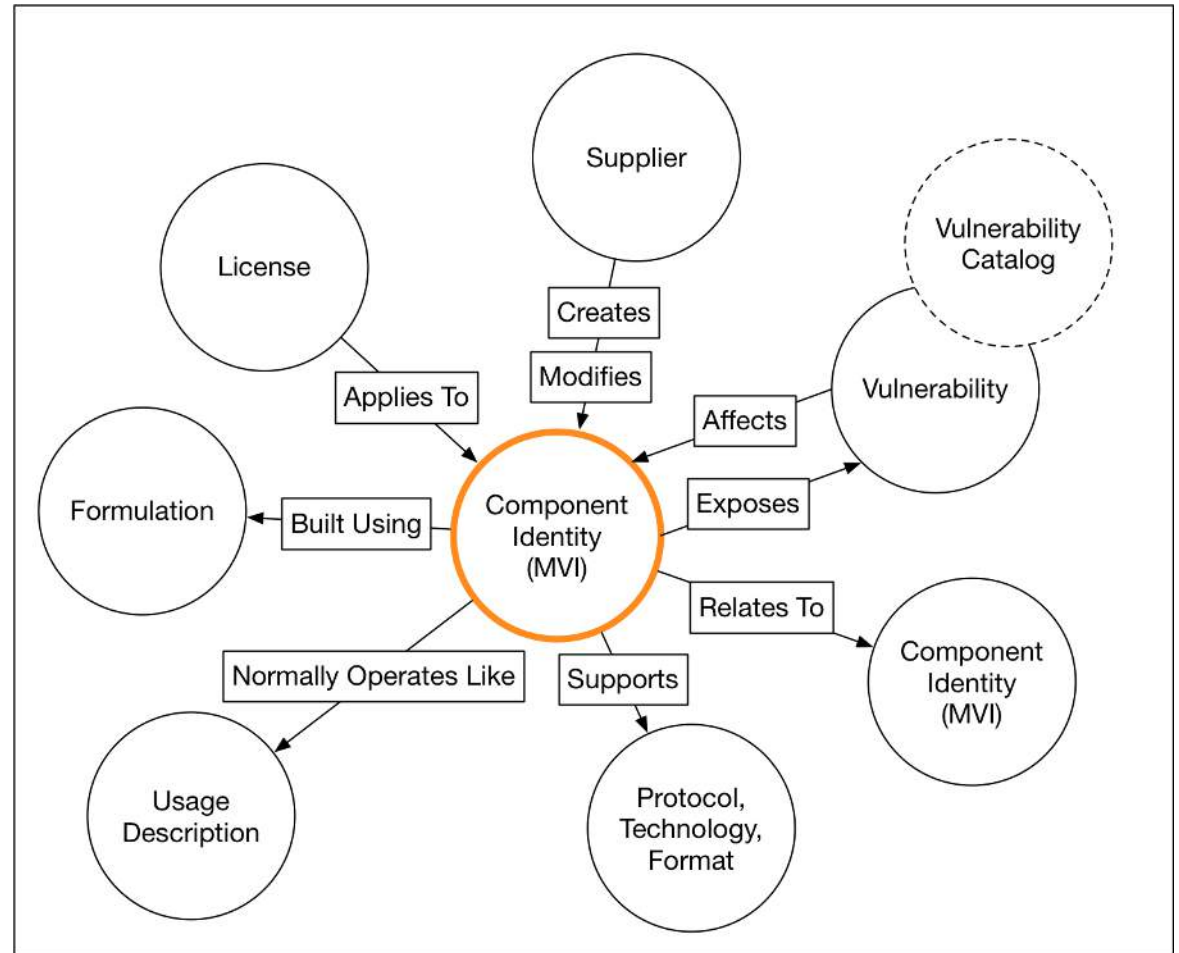 Supplier
Vulnerability
Catalog
License
Creates
Modifies
Applies To
Vulnerability
Affects
Formulation
Built Using
Component
Identity
(MVI)
Exposes
Relates To
Normally Operates Like
Supports
Component
Identity
(MVI)
Usage
Description
Protocol,
Technology,
Format